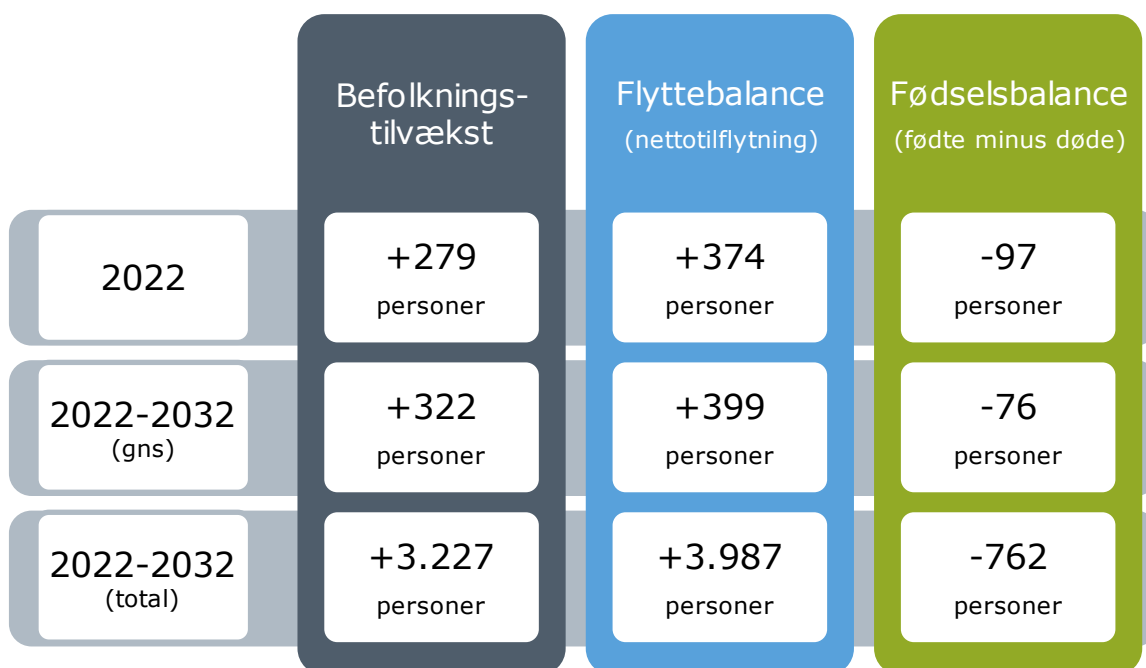 Befolknings-
tilvækst
Flyttebalance
(nettotilflytning)
Fødselsbalance
(fødte minus døde)
2022
+279
personer
+374
personer
-97
personer
2022-2032
(gns)
+322
personer
+399
personer
-76
personer
2022-2032
(total)
+3.227
personer
+3.987
personer
-762
personer